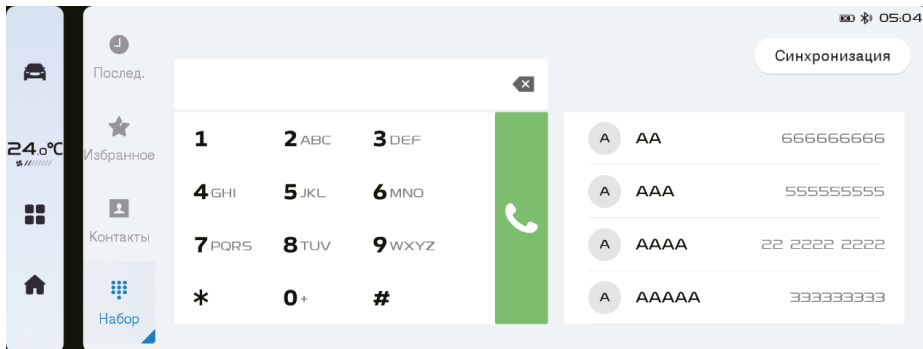 05:04
Синхронизация
Послед.
24.0°C
Избранное
Контакты
Набор
1 2 ABC 3 DEF
4 GHI 5 JKL 6 MNO
7 PQRS 8 TUV 9 WXYZ
* 0 + #
A AA 666666666
A AAA 555555555
A AAAA 22 2222 2222
A AAAAA 333333333